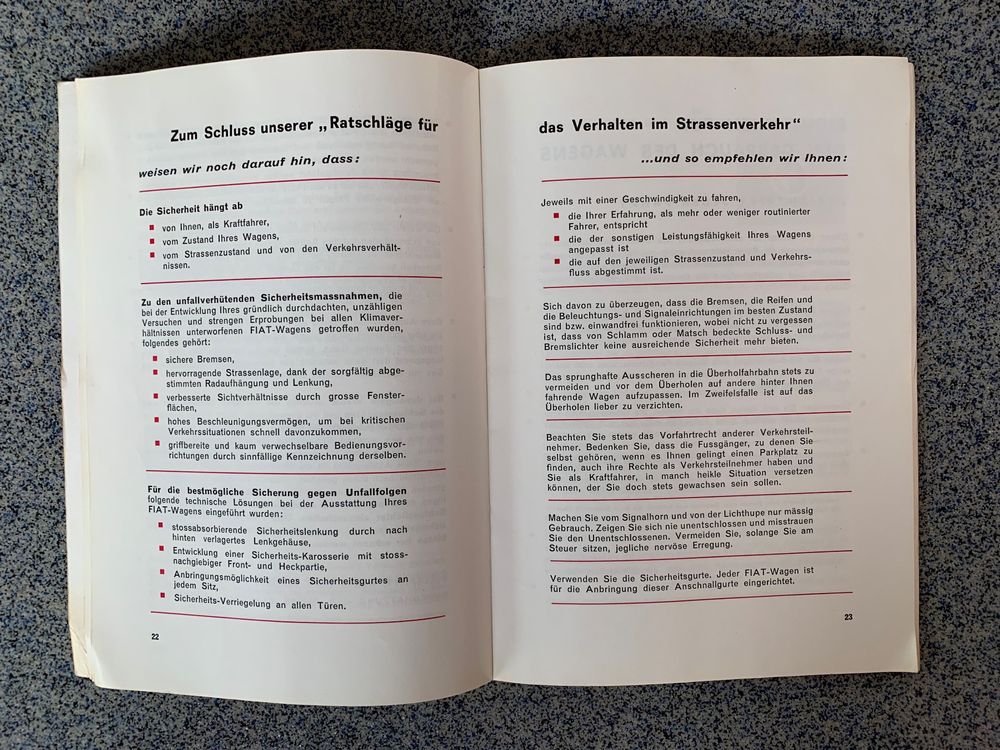 Zum Schluss unserer „Ratschläge für
weisen wir noch darauf hin, dass:
Die Sicherheit hängt ab
von Ihnen, als Kraftfahrer,
vom Zustand Ihres Wagens,
vom Strassenzustand und von den Verkehrsverhält-
nissen.
Zu den unfallverhütenden Sicherheitsmassnahmen, die
bei der Entwicklung Ihres gründlich durchdachten, unzähligen
Versuchen und strengen Erprobungen bei allen Klimaver-
hältnissen unterworfenen FIAT-Wagens getroffen wurden,
folgendes gehört:
sichere Bremsen,
hervorragende Strassenlage, dank der sorgfältig abge-
stimmten Radaufhängung und Lenkung,
verbesserte Sichtverhältnisse durch grosse Fenster-
flächen,
hohes Beschleunigungsvermögen, um bei kritischen
Verkehrssituationen schnell davonzukommen,
griffbereite und kaum verwechselbare Bedienungsvor-
richtungen durch sinnfällige Kennzeichnung derselben.
Für die bestmögliche Sicherung gegen Unfallfolgen
folgende technische Lösungen bei der Ausstattung Ihres
FIAT-Wagens eingeführt wurden:
stossabsorbierende Sicherheitslenkung durch nach
hinten verlagertes Lenkgehäuse,
Entwicklung einer Sicherheits-Karosserie mit stoss-
nachgiebiger Front- und Heckpartie,
Anbringungsmöglichkeit eines Sicherheitsgurtes an
jedem Sitz,
Sicherheits-Verriegelung an allen Türen.
22
das Verhalten im Strassenverkehr"
...und so empfehlen wir Ihnen:
Jeweils mit einer Geschwindigkeit zu fahren,
die Ihrer Erfahrung, als mehr oder weniger routinierter
Fahrer, entspricht
die der sonstigen Leistungsfähigkeit Ihres Wagens
angepasst ist
die auf den jeweiligen Strassenzustand und Verkehrs-
fluss abgestimmt ist.
Sich davon zu überzeugen, dass die Bremsen, die Reifen und
die Beleuchtungs- und Signaleinrichtungen im besten Zustand
sind bzw. einwandfrei funktionieren, wobei nicht zu vergessen
ist, dass von Schlamm oder Matsch bedeckte Schluss- und
Bremslichter keine ausreichende Sicherheit mehr bieten.
Das sprunghafte Ausscheren in die Überholfahrbahn stets zu
vermeiden und vor dem Überholen auf andere hinter Ihnen
fahrende Wagen aufzupassen. Im Zweifelsfalle ist auf das
Überholen lieber zu verzichten.
Beachten Sie stets das Vorfahrtrecht anderer Verkehrsteil-
nehmer. Bedenken Sie, dass die Fussgänger, zu denen Sie
selbst gehören, wenn es Ihnen gelingt einen Parkplatz zu
finden, auch ihre Rechte als Verkehrsteilnehmer haben und
Sie als Kraftfahrer, in manch heikle Situation versetzen
können, der Sie doch stets gewachsen sein sollen.
Machen Sie vom Signalhorn und von der Lichthupe nur mässig
Gebrauch. Zeigen Sie sich nie unentschlossen und misstrauen
Sie den Unentschlossenen. Vermeiden Sie, solange Sie am
Steuer sitzen, jegliche nervöse Erregung.
Verwenden Sie die Sicherheitsgurte. Jeder FIAT-Wagen ist
für die Anbringung dieser Anschnallgurte eingerichtet.
23